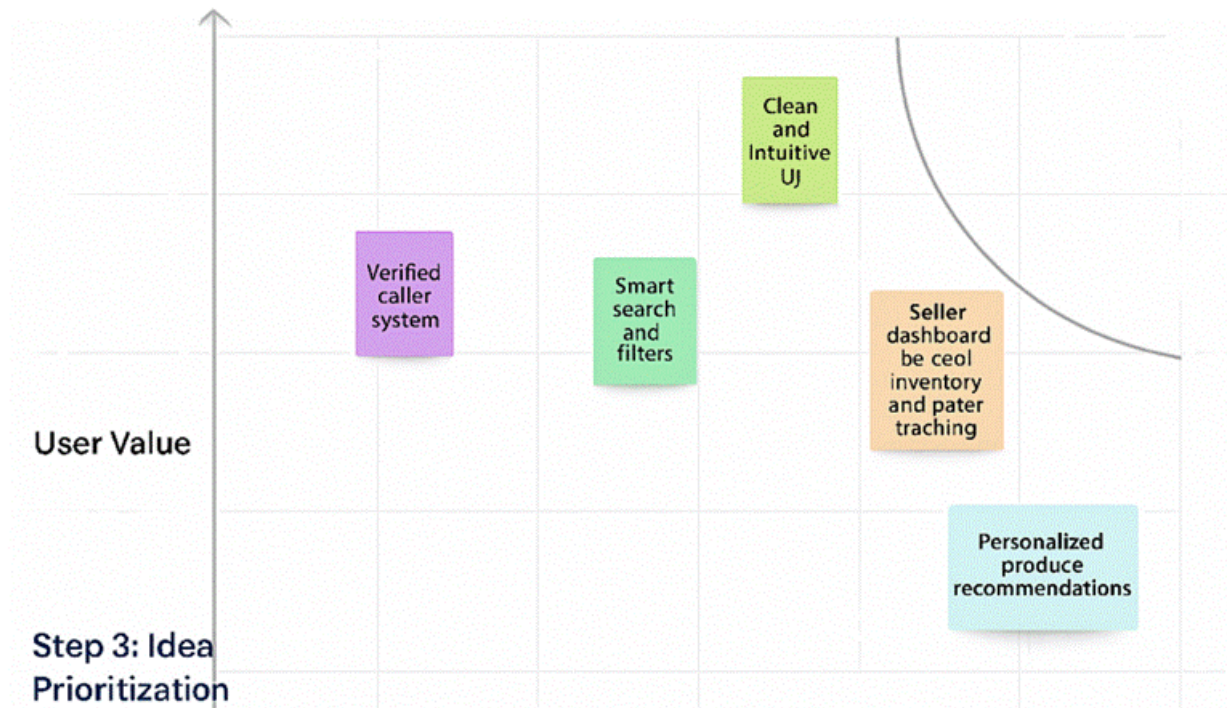 Clean
and
Intuitive
UJ
Verified
caller
system
Smart
search
and
filters
Seller
dashboard
be ceol
inventory
and pater
traching
User Value
Personalized
produce
recommendations
Step 3: Idea
Prioritization